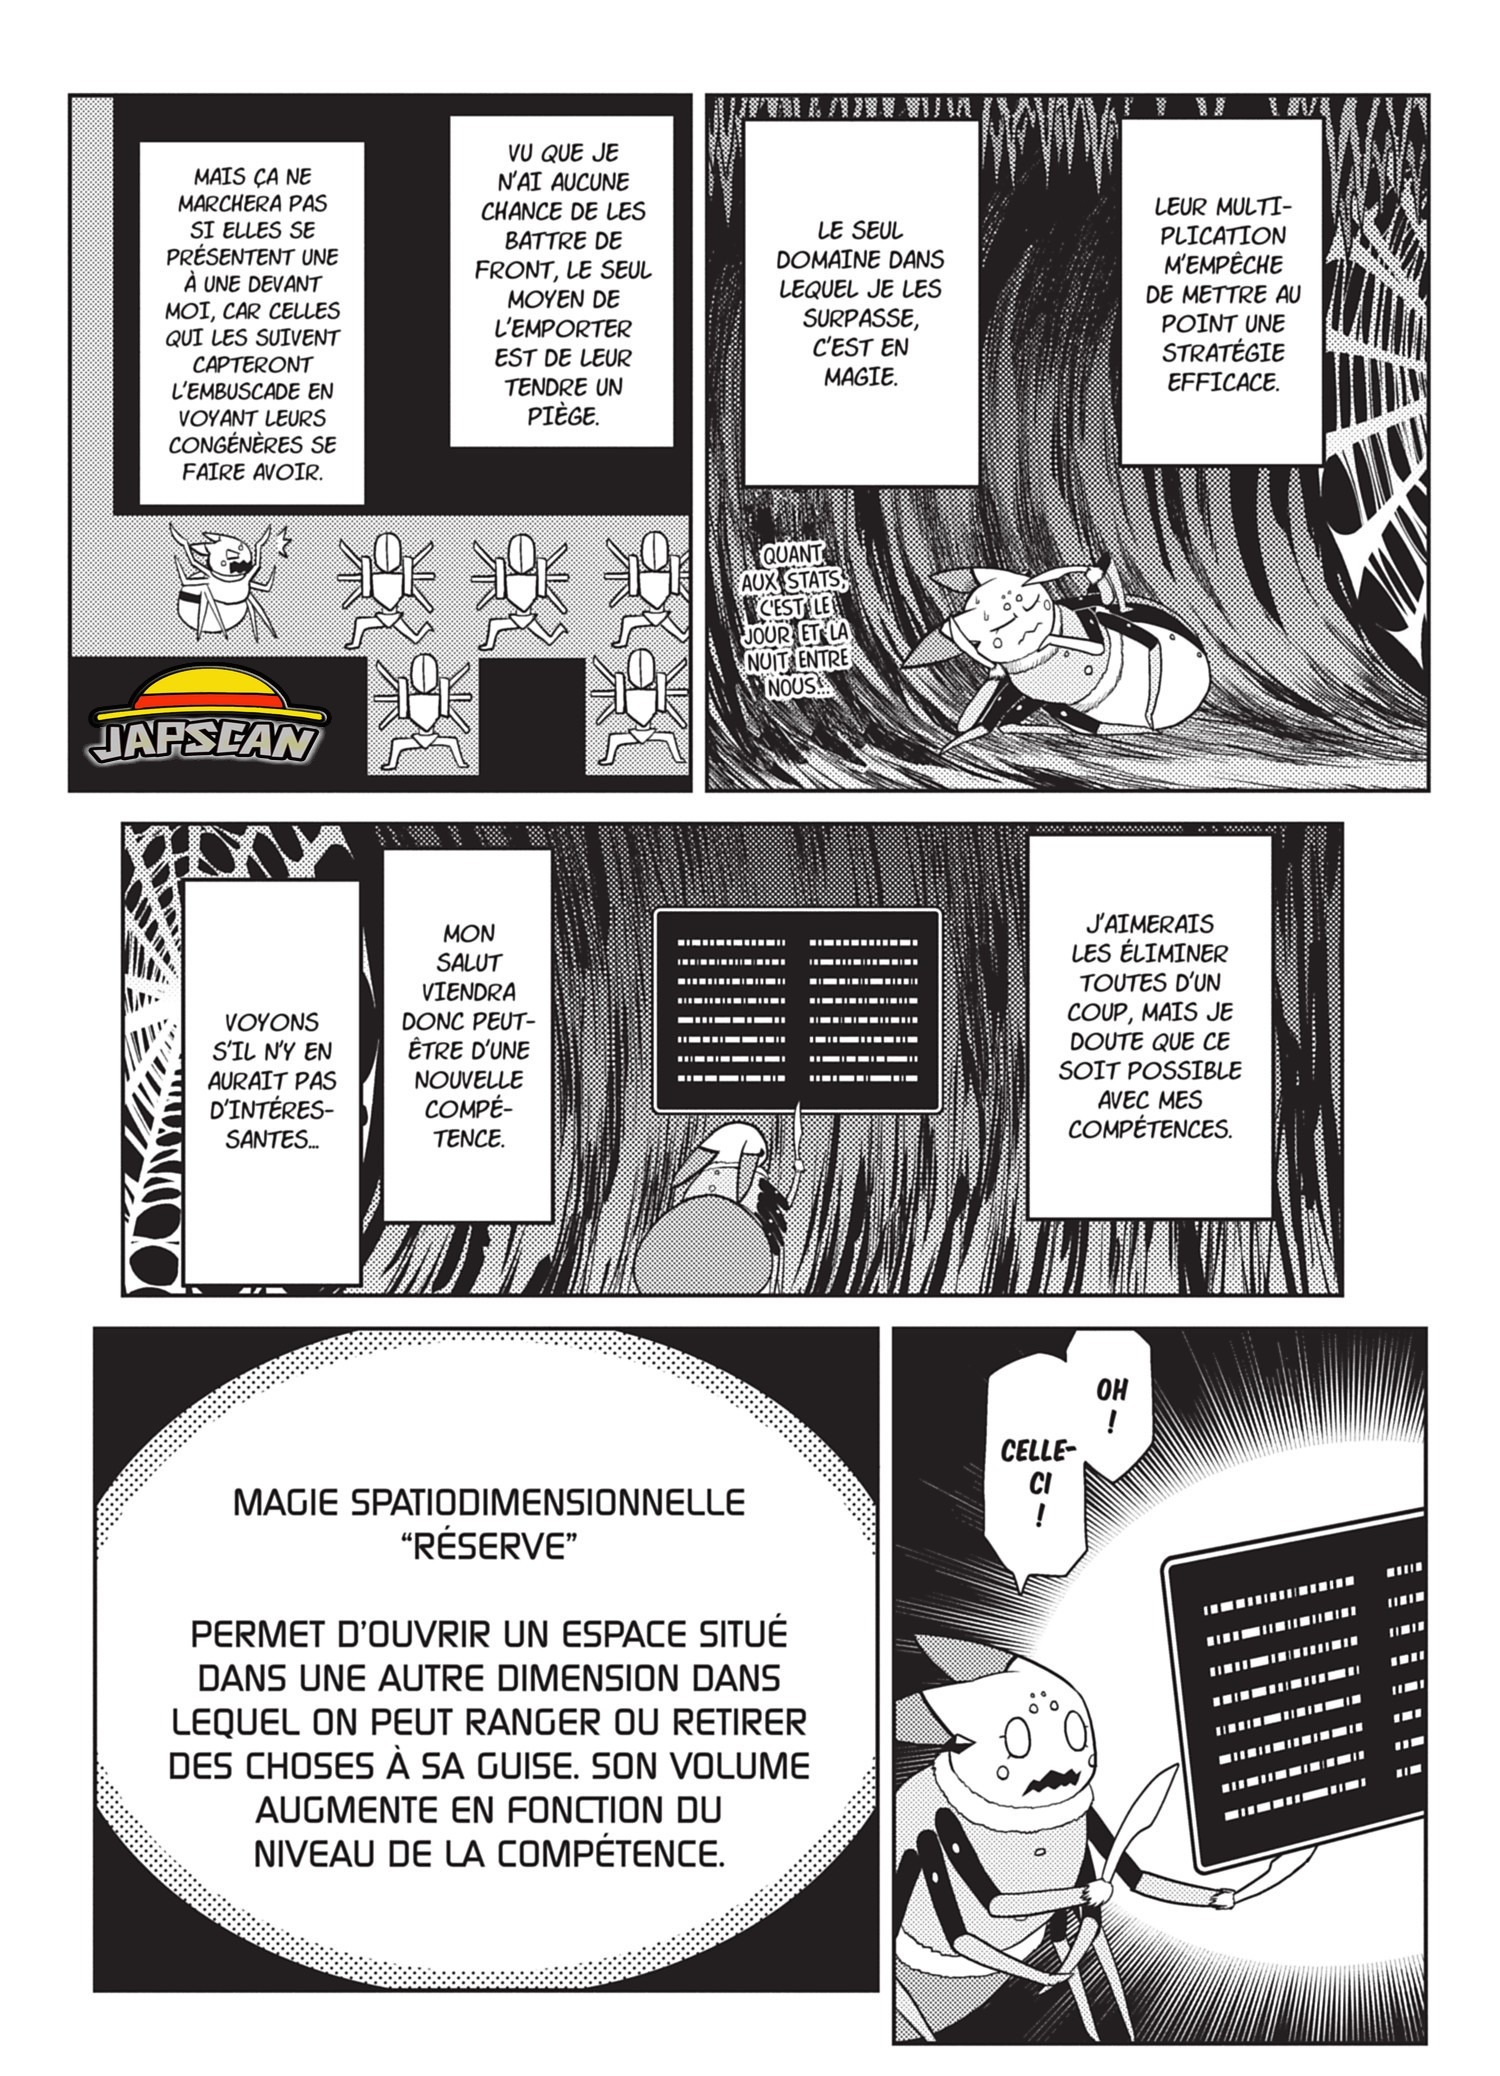 LEUR MULTI-
PLICATION
M'EMPÊCHE
DE METTRE AU
POINT UNE
STRATÉGIE
EFFICACE.
LE SEUL
DOMAINE DANS
LEQUEL JE LES
SURPASSE,
C'EST EN
MAGIE.
QUANT
AUX STATS,
C'EST LE
JOUR ET LA
NUIT ENTRE
NOUS...
VU QUE JE
N'AI AUCUNE
CHANCE DE LES
BATTRE DE
FRONT, LE SEUL
MOYEN DE
L'EMPORTER
EST DE LEUR
TENDRE UN
PIÈGE.
MAIS ÇA NE
MARCHERA PAS
SI ELLES SE
PRÉSENTENT UNE
À UNE DEVANT
MOI, CAR CELLES
QUI LES SUIVENT
CAPTERONT
L'EMBUSCADE EN
VOYANT LEURS
CONGÉNÈRES SE
FAIRE AVOIR.
JAPSCAN
J'AIMERAIS
LES ÉLIMINER
TOUTES D'UN
COUP, MAIS JE
DOUTE QUE CE
SOIT POSSIBLE
AVEC MES
COMPÉTENCES.
MON
SALUT
VIENDRA
DONC PEUT-
ÊTRE D'UNE
NOUVELLE
COMPÉ-
TENCE.
VOYONS
S'IL N'Y EN
AURAIT PAS
D'INTÉRES-
SANTES...
OH
!
CELLE-
CI
!
MAGIE SPATIODIMENSIONNELLE
“RÉSERVE”
PERMET D'OUVRIR UN ESPACE SITUÉ
DANS UNE AUTRE DIMENSION DANS
LEQUEL ON PEUT RANGER OU RETIRER
DES CHOSES À SA GUISE. SON VOLUME
AUGMENTE EN FONCTION DU
NIVEAU DE LA COMPÉTENCE.